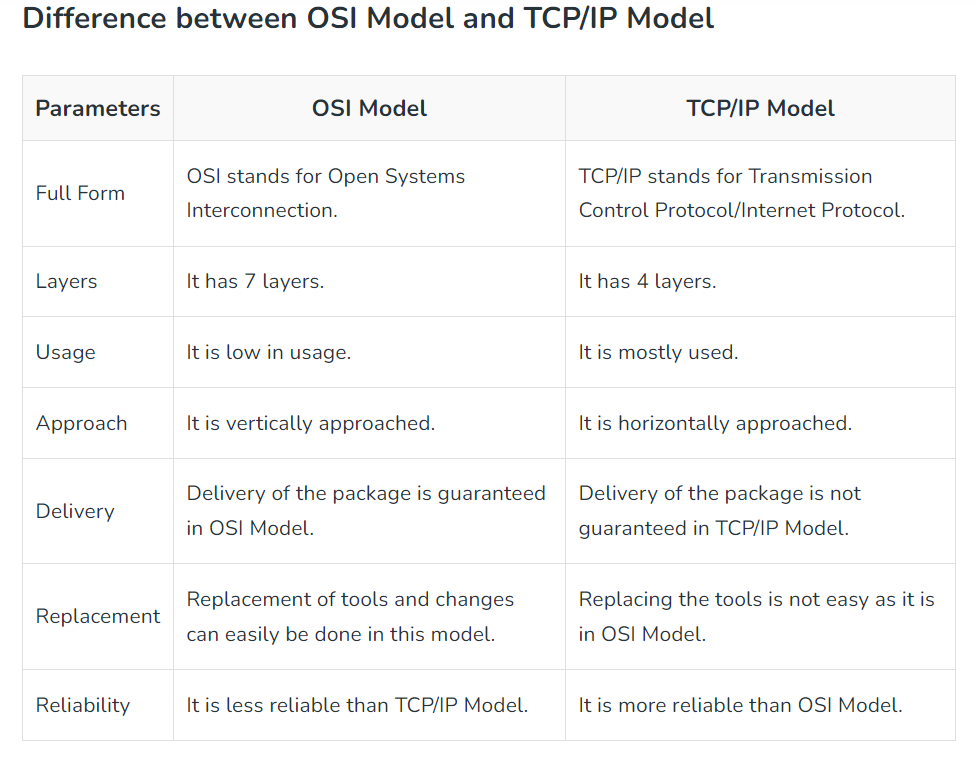 Difference between OSI Model and TCP/IP Model
Parameters
OSI Model
TCP/IP Model
Full Form
OSI stands for Open Systems
Interconnection.
TCP/IP stands for Transmission
Control Protocol/Internet Protocol.
Layers
It has 7 layers.
It has 4 layers.
Usage
It is low in usage.
It is mostly used.
Approach
It is vertically approached.
It is horizontally approached.
Delivery
Delivery of the package is guaranteed
in OSI Model.
Delivery of the package is not
guaranteed in TCP/IP Model.
Replacement
Replacement of tools and changes
can easily be done in this model.
Replacing the tools is not easy as it is
in OSI Model.
Reliability
It is less reliable than TCP/IP Model.
It is more reliable than OSI Model.